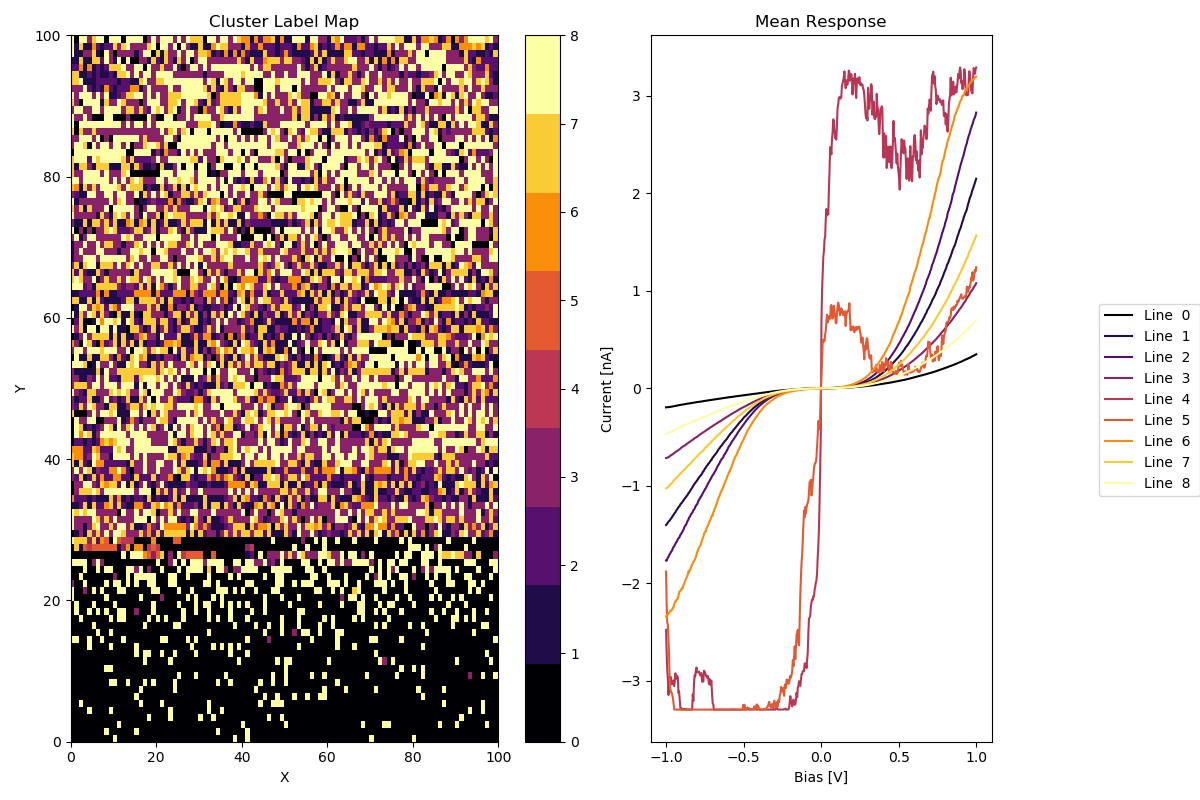 Cluster Label Map
100
80
60
40
20
0
Y
0 20 40 60 80 100
X
8
7
6
5
4
3
2
1
0
Mean Response
3
2
1
0
−1
−2
−3
Current [nA]
−1.0 −0.5 0.0 0.5 1.0
Bias [V]
Line 0
Line 1
Line 2
Line 3
Line 4
Line 5
Line 6
Line 7
Line 8